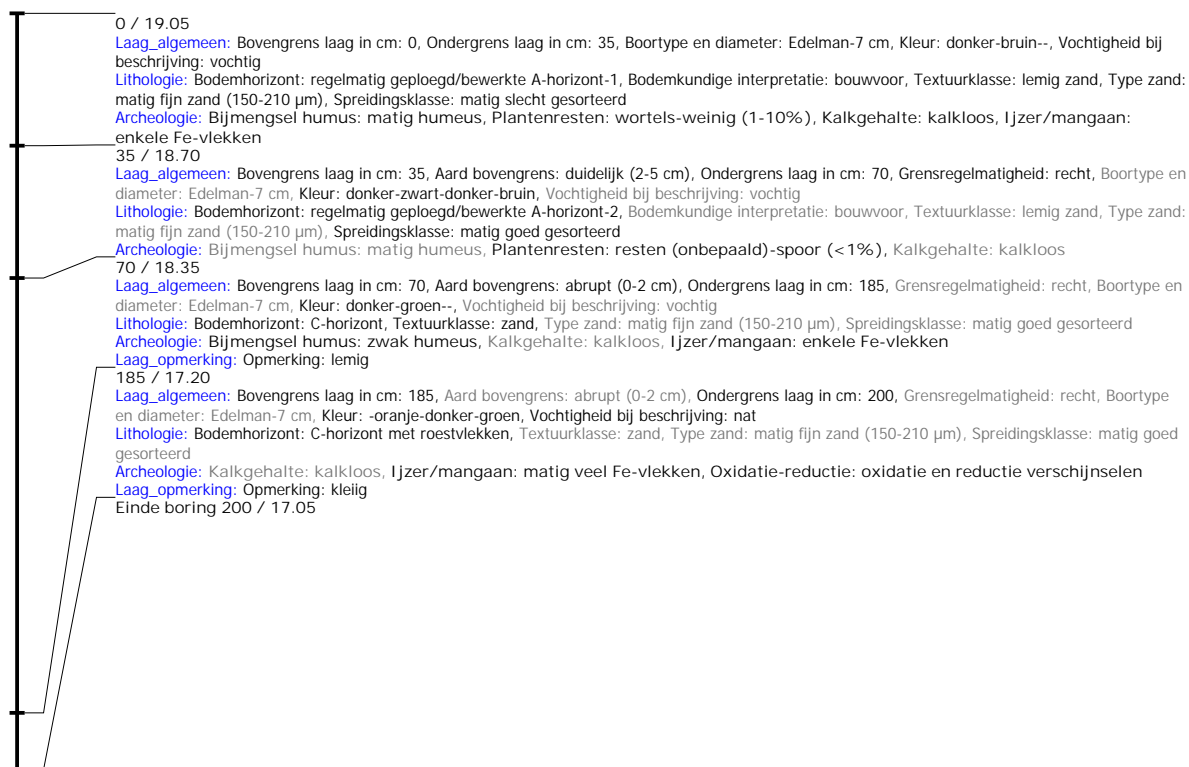 0 / 19.05
Laag_algemeen: Bovengrens laag in cm: 0, Ondergrens laag in cm: 35, Boortype en diameter: Edelman-7 cm, Kleur: donker-bruin--, Vochtigheid bij
beschrijving: vochtig
Lithologie: Bodemhorizont: regelmatig geploegd/bewerkte A-horizont-1, Bodemkundige interpretatie: bouwvoor, Textuurklasse: lemig zand, Type zand:
matig fijn zand (150-210 µm), Spreidingsklasse: matig slecht gesorteerd
Archeologie: Bijmengsel humus: matig humeus, Plantenresten: wortels-weinig (1-10%), Kalkgehalte: kalkloos, Ijzer/mangaan:
enkele Fe-vlekken
35 / 18.70
Laag_algemeen: Bovengrens laag in cm: 35, Aard bovengrens: duidelijk (2-5 cm), Ondergrens laag in cm: 70, Grensregelmatigheid: recht, Boortype en
diameter: Edelman-7 cm, Kleur: donker-zwart-donker-bruin, Vochtigheid bij beschrijving: vochtig
Lithologie: Bodemhorizont: regelmatig geploegd/bewerkte A-horizont-2, Bodemkundige interpretatie: bouwvoor, Textuurklasse: lemig zand, Type zand:
matig fijn zand (150-210 µm), Spreidingsklasse: matig goed gesorteerd
Archeologie: Bijmengsel humus: matig humeus, Plantenresten: resten (onbepaald)-spoor (<1%), Kalkgehalte: kalkloos
70 / 18.35
Laag_algemeen: Bovengrens laag in cm: 70, Aard bovengrens: abrupt (0-2 cm), Ondergrens laag in cm: 185, Grensregelmatigheid: recht, Boortype en
diameter: Edelman-7 cm, Kleur: donker-groen--, Vochtigheid bij beschrijving: vochtig
Lithologie: Bodemhorizont: C-horizont, Textuurklasse: zand, Type zand: matig fijn zand (150-210 µm), Spreidingsklasse: matig goed gesorteerd
Archeologie: Bijmengsel humus: zwak humeus, Kalkgehalte: kalkloos, Ijzer/mangaan: enkele Fe-vlekken
Laag_opmerking: Opmerking: lemig
185 / 17.20
Laag_algemeen: Bovengrens laag in cm: 185, Aard bovengrens: abrupt (0-2 cm), Ondergrens laag in cm: 200, Grensregelmatigheid: recht, Boortype
en diameter: Edelman-7 cm, Kleur: -oranje-donker-groen, Vochtigheid bij beschrijving: nat
Lithologie: Bodemhorizont: C-horizont met roestvlekken, Textuurklasse: zand, Type zand: matig fijn zand (150-210 µm), Spreidingsklasse: matig goed
gesorteerd
Archeologie: Kalkgehalte: kalkloos, Ijzer/mangaan: matig veel Fe-vlekken, Oxidatie-reductie: oxidatie en reductie verschijnselen
Laag_opmerking: Opmerking: kleiig
Einde boring 200 / 17.05